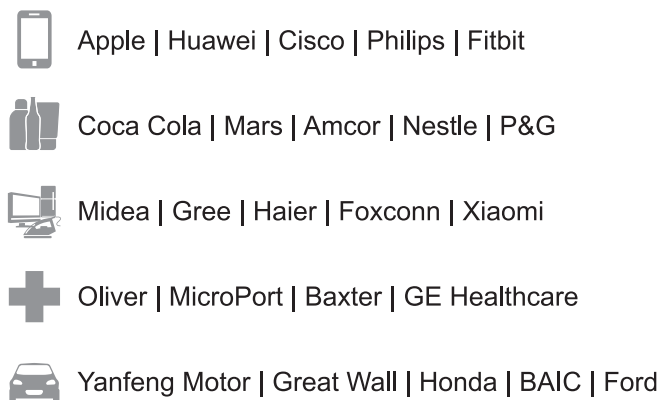 Apple | Huawei | Cisco | Philips | Fitbit
Coca Cola | Mars | Amcor | Nestle | P&G
Midea | Gree | Haier | Foxconn | Xiaomi
Oliver | MicroPort | Baxter | GE Healthcare
Yanfeng Motor | Great Wall | Honda | BAIC | Ford